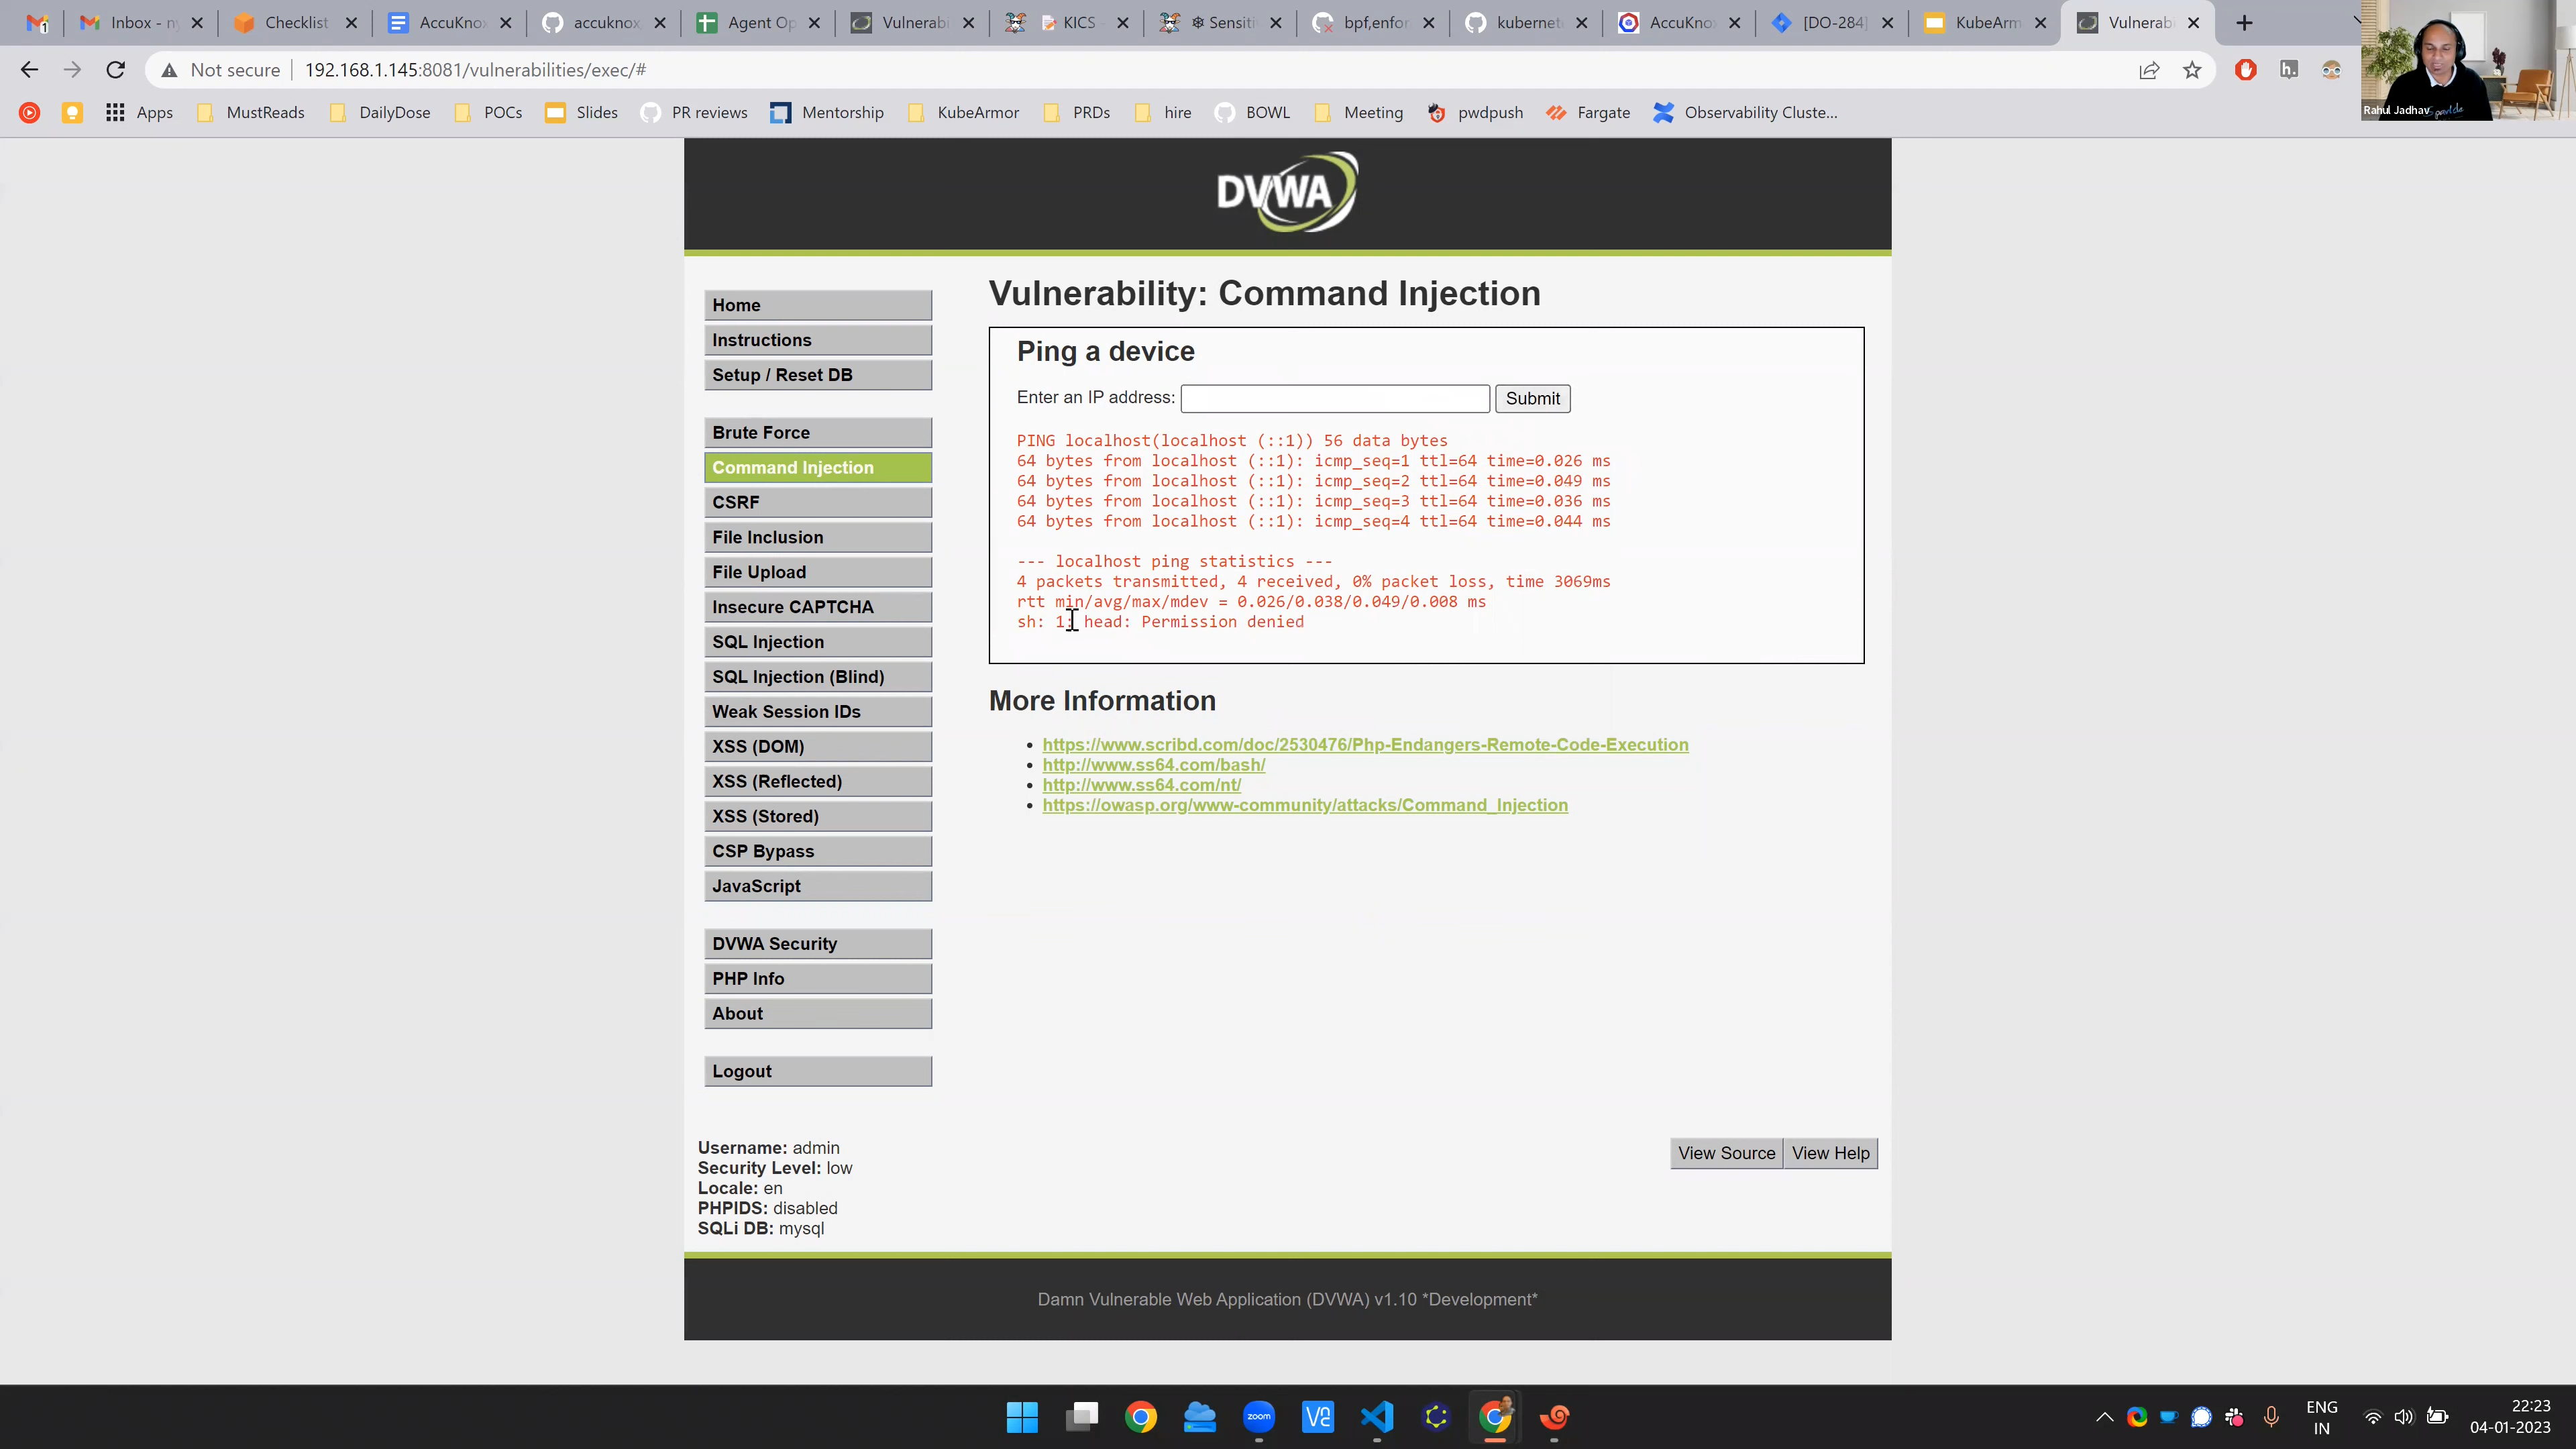 Inbox - ny
Checklist
AccuKnox
accuknox
Agent Op
Vulnerabi
KICS -
Sensiti
bpf,enfor
kubernet
AccuKno
[DO-284]
KubeArm
Vulnerab
Not secure
192.168.1.145:8081/vulnerabilities/exec/#
Apps
MustReads
DailyDose
POCs
Slides
PR reviews
Mentorship
KubeArmor
PRDs
hire
BOWL
Meeting
pwdpush
Fargate
Observability Cluste...
Rahul Jadhav
DVWA
Home
Instructions
Setup / Reset DB
Brute Force
Command Injection
CSRF
File Inclusion
File Upload
Insecure CAPTCHA
SQL Injection
SQL Injection (Blind)
Weak Session IDs
XSS (DOM)
XSS (Reflected)
XSS (Stored)
CSP Bypass
JavaScript
DVWA Security
PHP Info
About
Logout
Vulnerability: Command Injection
Ping a device
Enter an IP address:
Submit
PING localhost(localhost (::1)) 56 data bytes
64 bytes from localhost (::1): icmp_seq=1 ttl=64 time=0.026 ms
64 bytes from localhost (::1): icmp_seq=2 ttl=64 time=0.049 ms
64 bytes from localhost (::1): icmp_seq=3 ttl=64 time=0.036 ms
64 bytes from localhost (::1): icmp_seq=4 ttl=64 time=0.044 ms
--- localhost ping statistics ---
4 packets transmitted, 4 received, 0% packet loss, time 3069ms
rtt min/avg/max/mdev = 0.026/0.038/0.049/0.008 ms
sh: 1: head: Permission denied
More Information
https://www.scribd.com/doc/2530476/Php-Endangers-Remote-Code-Execution
http://www.ss64.com/bash/
http://www.ss64.com/nt/
https://owasp.org/www-community/attacks/Command_Injection
Username: admin
Security Level: low
Locale: en
PHPIDS: disabled
SQLi DB: mysql
View Source
View Help
Damn Vulnerable Web Application (DVWA) v1.10 *Development*
zoom
ENG
IN
22:23
04-01-2023